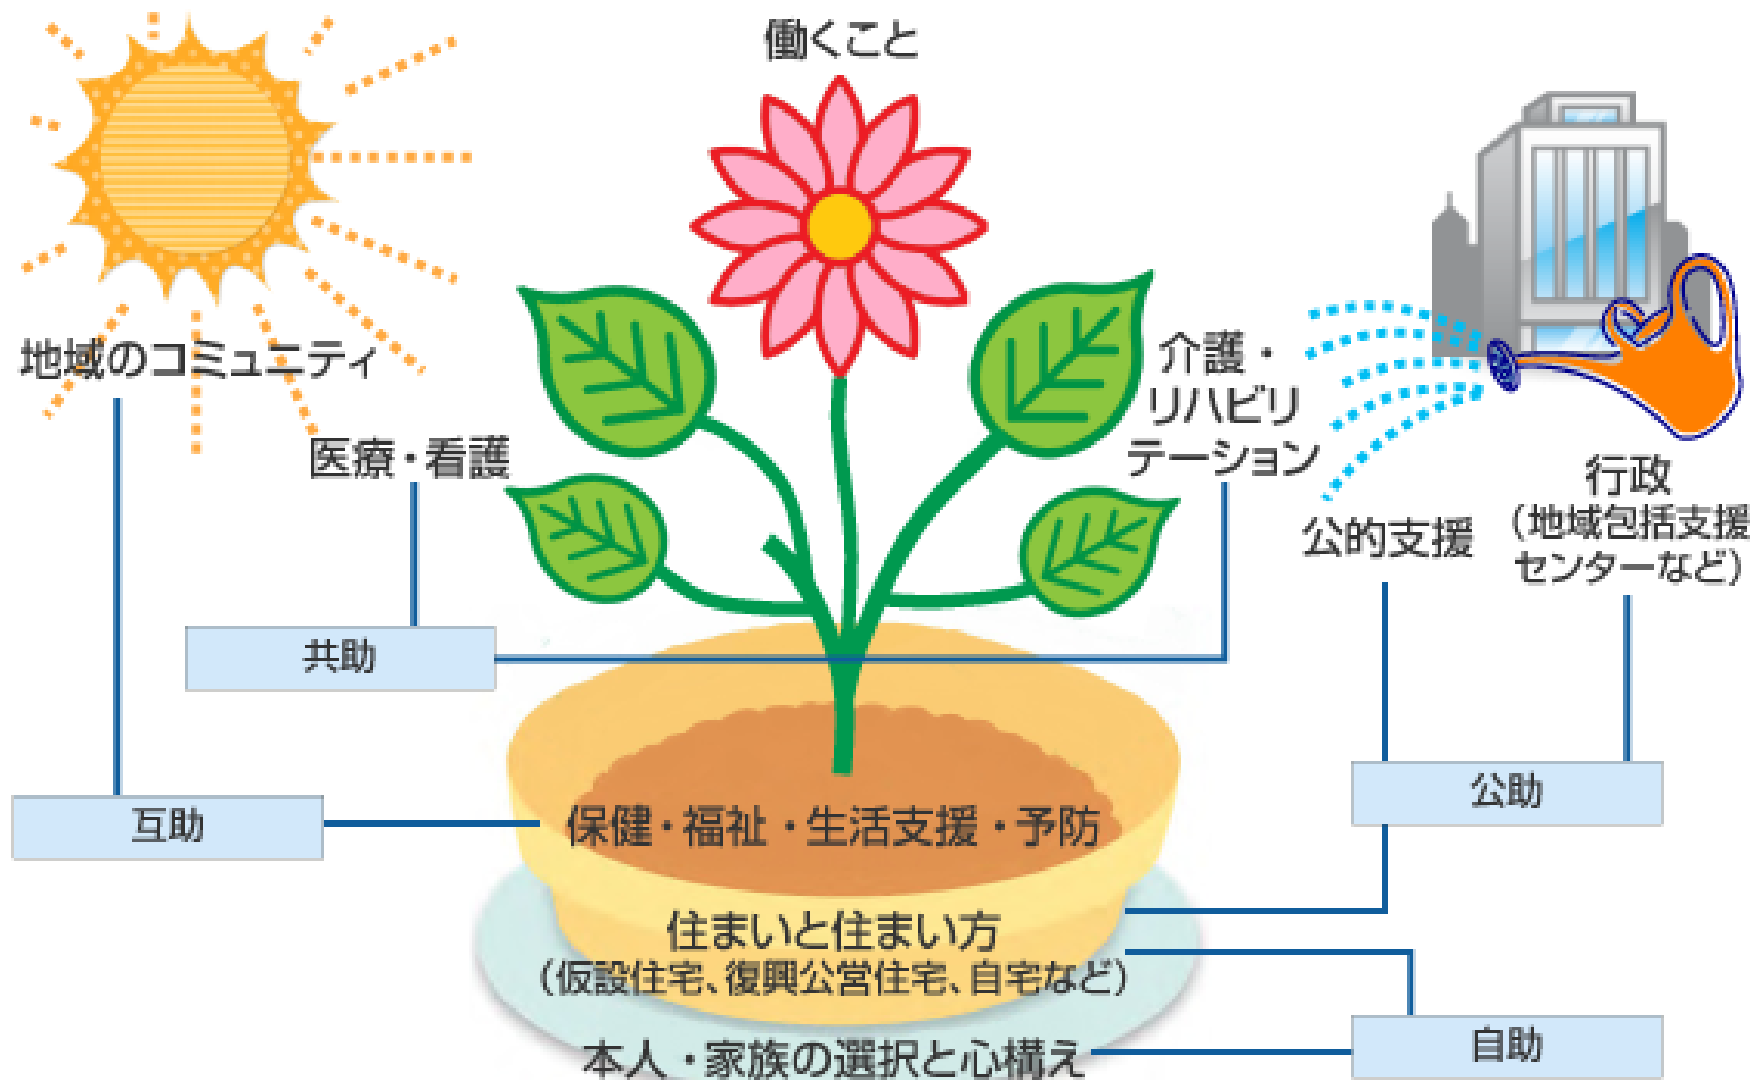 働くこと
地域のコミュニティ
医療・看護
介護・
リハビリ
テーション
公的支援
行政
（地域包括支援
センターなど）
共助
互助
公助
保健・福祉・生活支援・予防
住まいと住まい方
（仮設住宅、復興公営住宅、自宅など）
本人・家族の選択と心構え
自助